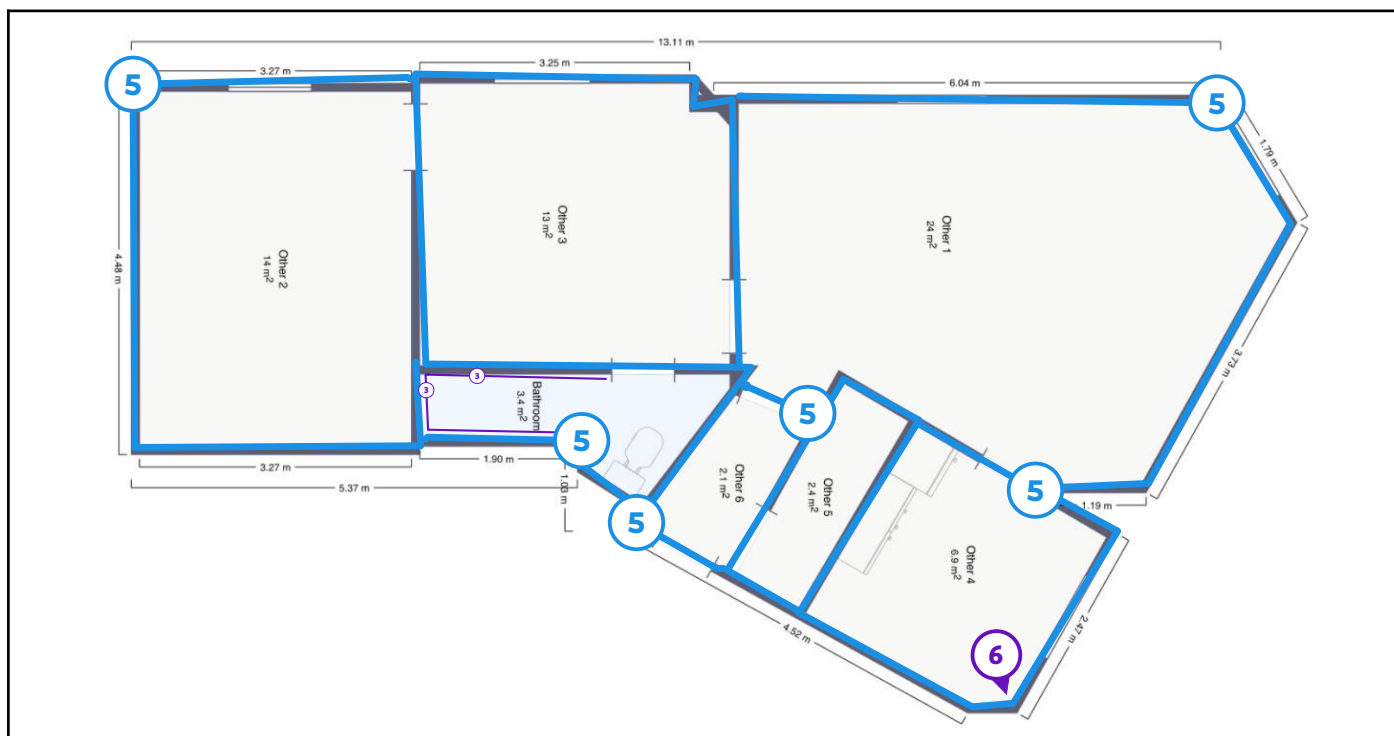 13.11 m
3.27 m
3.25 m
6.04 m
5
5
1.79 m
4.48 m
Other 2
14 m²
Other 3
13 m²
Other 1
24 m²
3.73 m
3
3
Bathroom
3.4 m²
5
5
3.27 m
1.90 m
5.37 m
1.03 m
Other 6
2.1 m²
Other 5
2.4 m²
5
1.19 m
5
Other 4
6.9 m²
4.52 m
2.47 m
6